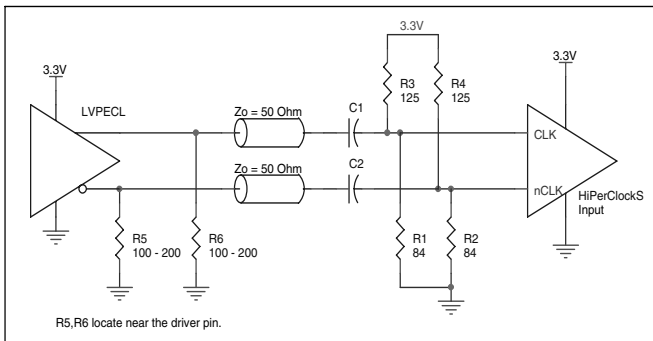 3.3V
3.3V
3.3V
LVPECL
Zo = 50 Ohm
C1
R3
125
R4
125
CLK
Zo = 50 Ohm
C2
nCLK
HiPerClockS
Input
R5
100 - 200
R6
100 - 200
R1
84
R2
84
R5,R6 locate near the driver pin.